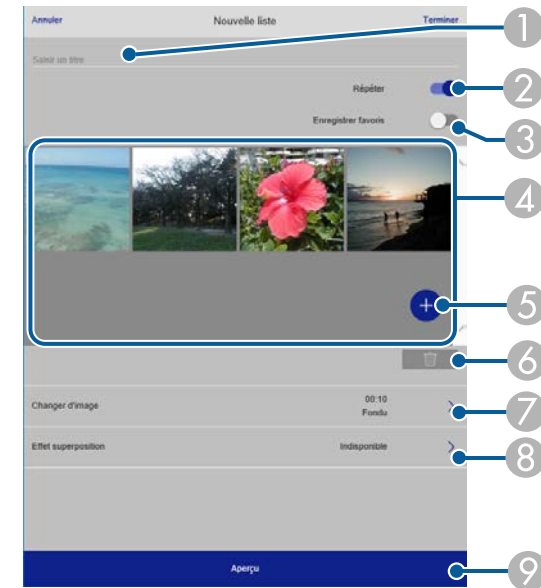 Annuler Nouvelle liste Terminer
1
Saisir un titre
Répéter
2
Enregistrer favoris
3
4
+
5
6
Changer d'image
00:10
Fondu
7
Effet superposition Indisponible
8
Aperçu
9